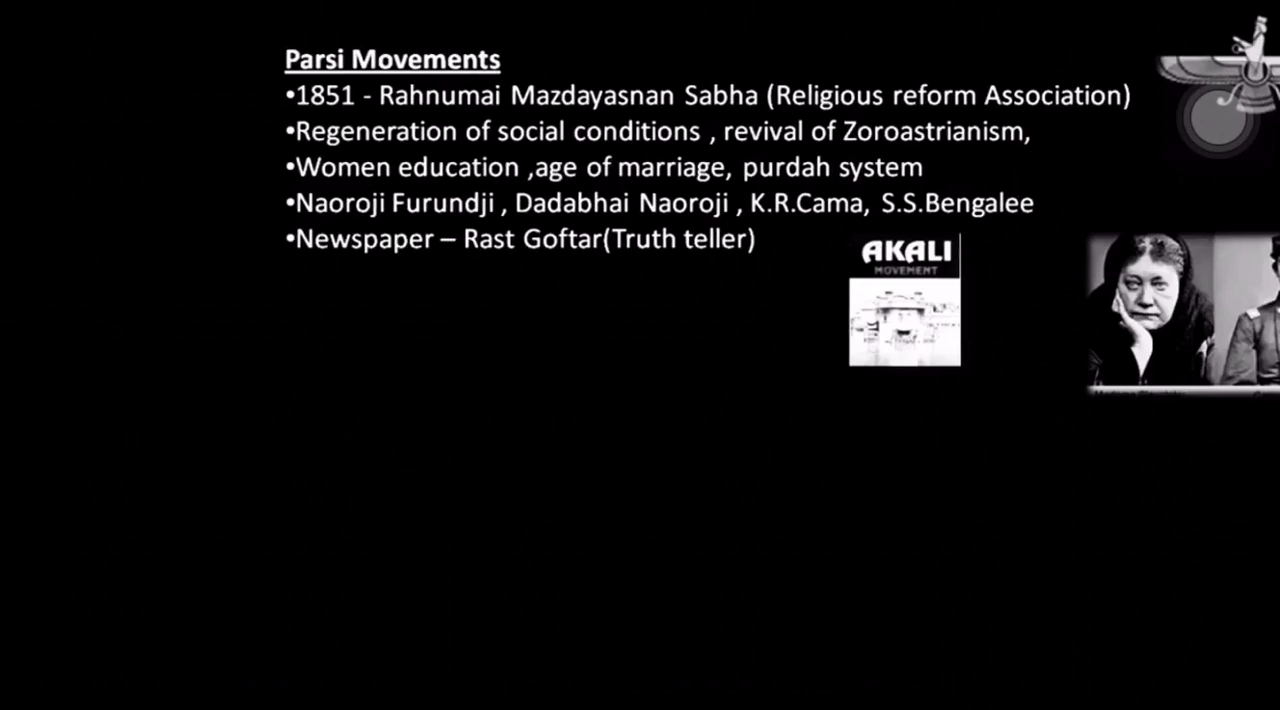 Parsi Movements
•1851 - Rahnumai Mazdayasnan Sabha (Religious reform Association)
•Regeneration of social conditions , revival of Zoroastrianism,
•Women education ,age of marriage, purdah system
•Naoroji Furundji , Dadabhai Naoroji , K.R.Cama, S.S.Bengalee
•Newspaper – Rast Goftar(Truth teller)
AKALI
MOVEMENT